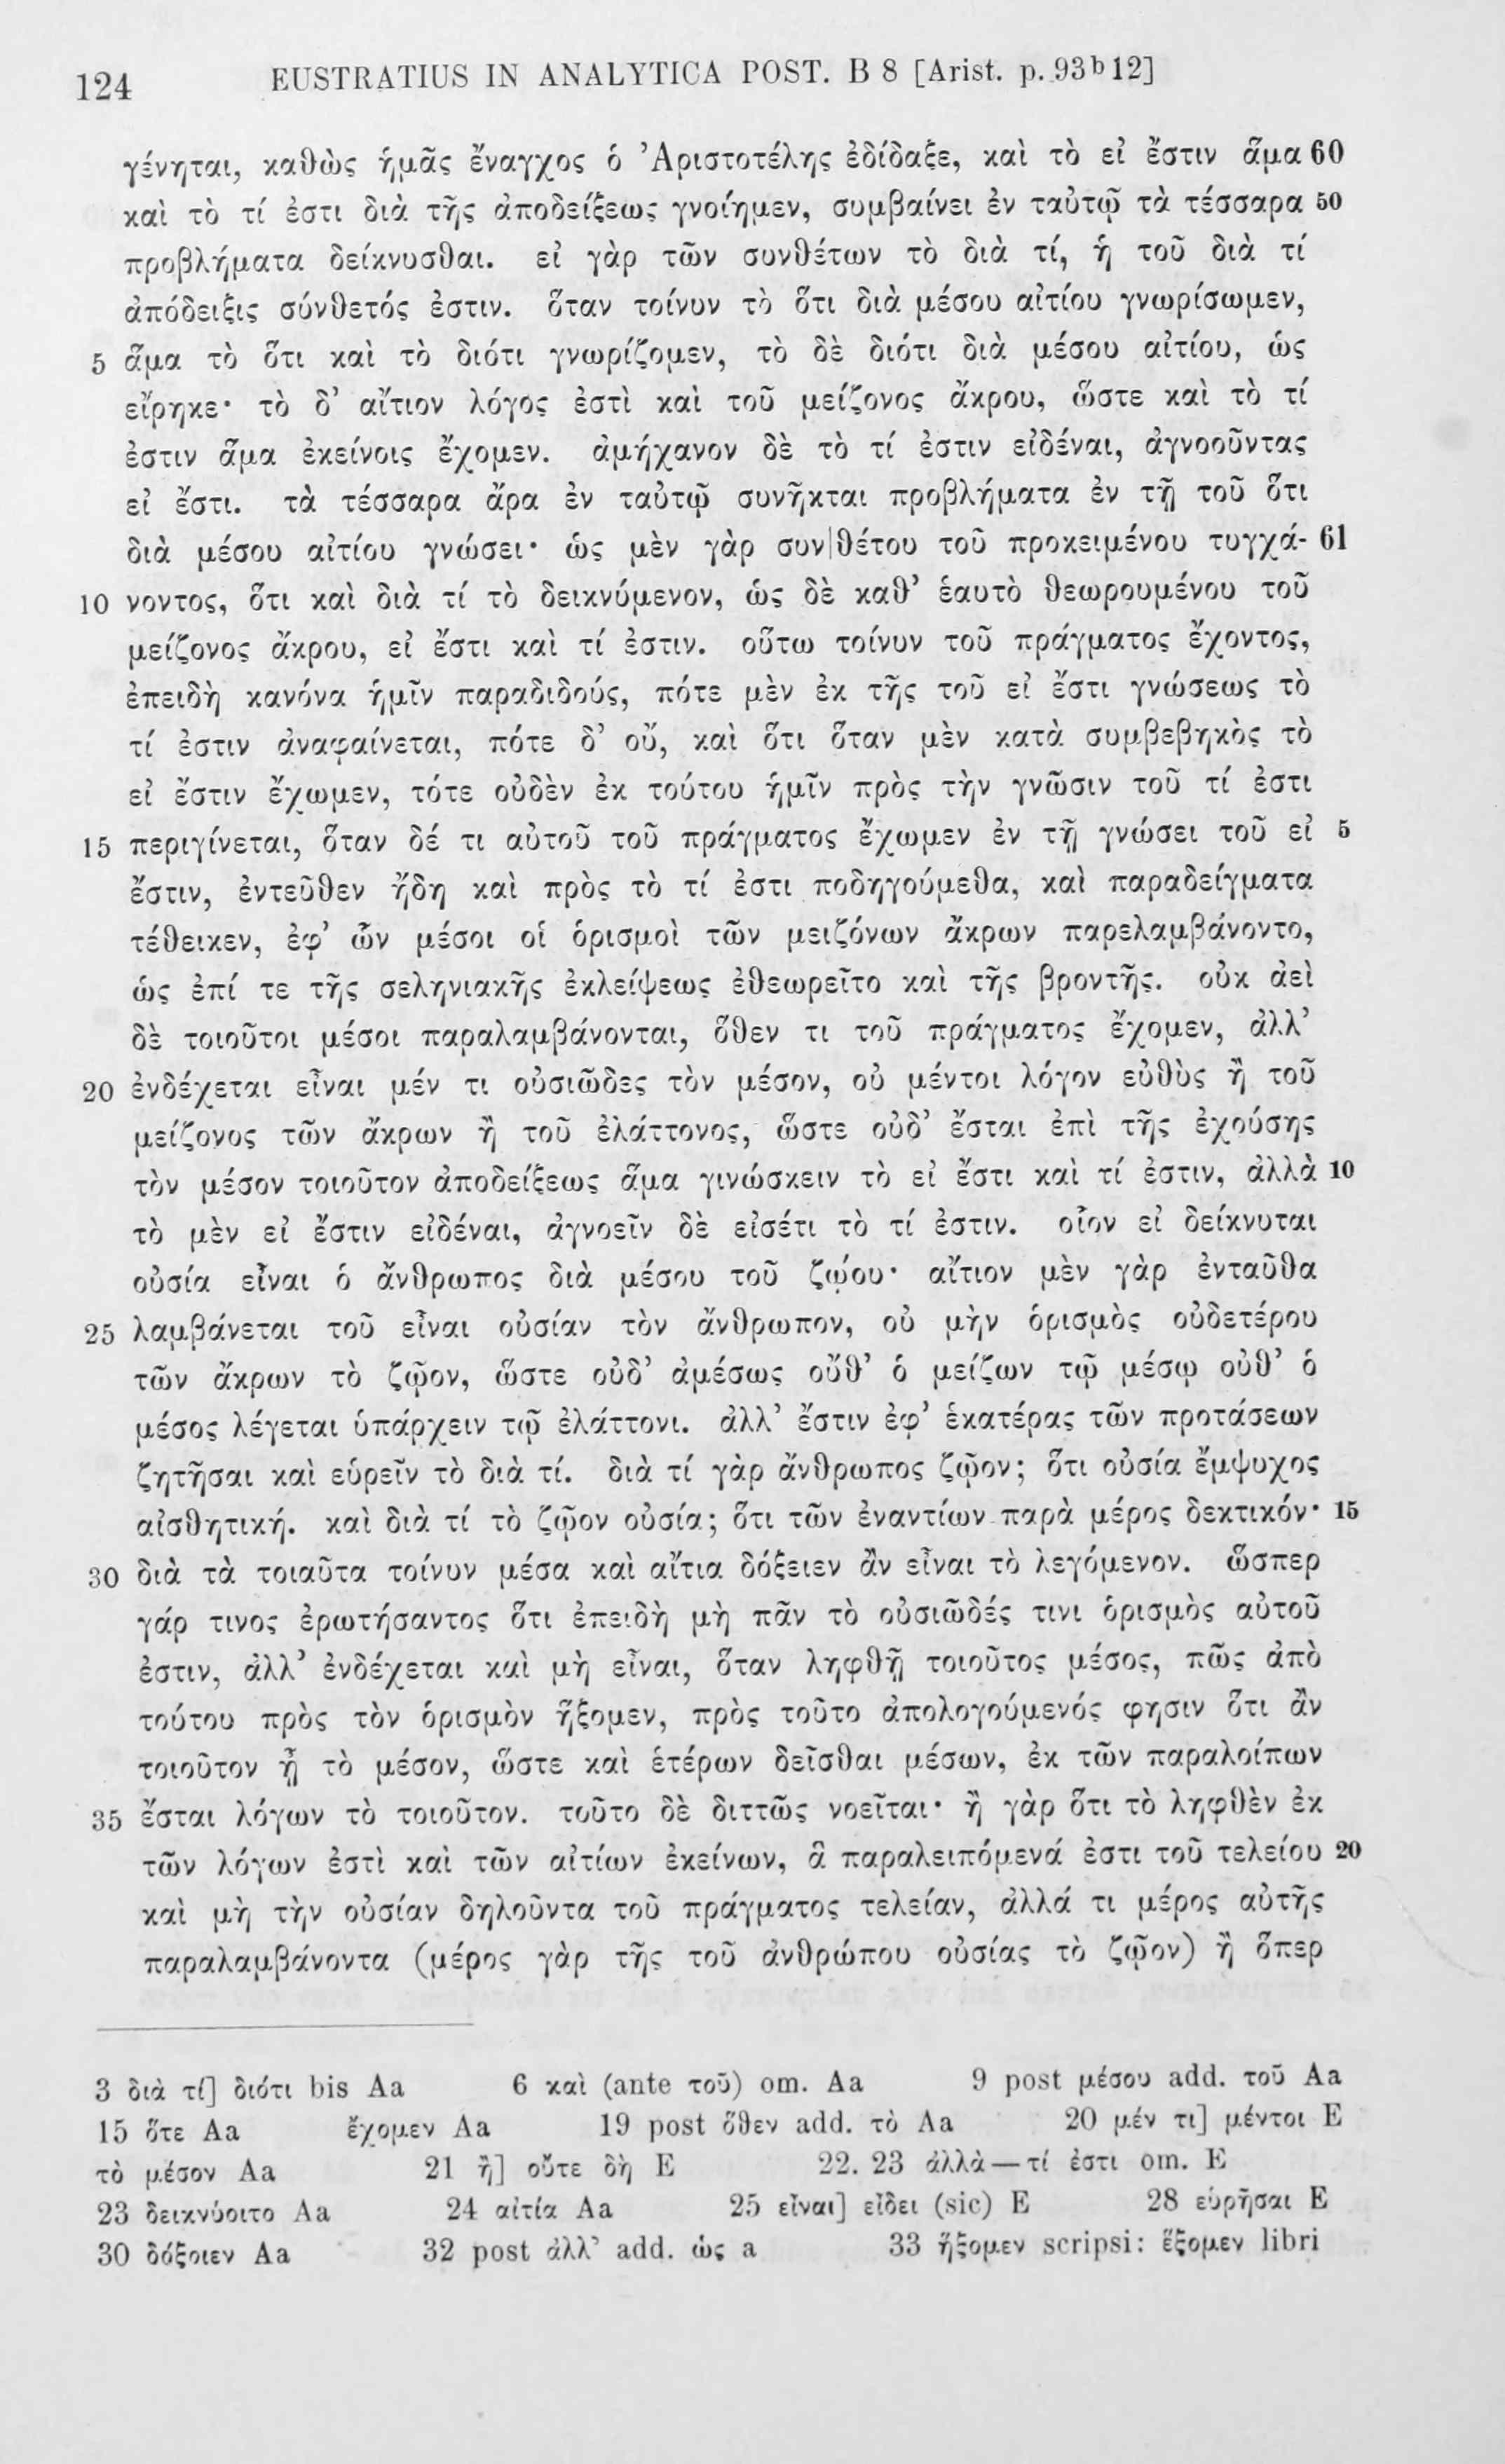 124 EUSTRATIUS IN ANALYTICA POST. B 8 [Arist. p. 93ᵇ12]
γένηται, καθὼς ἡμᾶς ἔναγχος ὁ Ἀριστοτέλης ἐδίδαξε, καὶ τὸ εἰ ἔστιν ἅμα 60
καὶ τὸ τί ἐστι διὰ τῆς ἀποδείξεως γνοίημεν, συμβαίνει ἐν ταὐτῷ τὰ τέσσαρα 50
προβλήματα δείκνυσθαι. εἰ γὰρ τῶν συνθέτων τὸ διὰ τί, ἡ τοῦ διὰ τί
ἀπόδειξις σύνθετός ἐστιν. ὅταν τοίνυν τὸ ὅτι διὰ μέσου αἰτίου γνωρίσωμεν,
5 ἅμα τὸ ὅτι καὶ τὸ διότι γνωρίζομεν, τὸ δὲ διότι διὰ μέσου αἰτίου, ὡς
εἴρηκε· τὸ δ’ αἴτιον λόγος ἐστὶ καὶ τοῦ μείζονος ἄκρου, ὥστε καὶ τὸ τί
ἐστιν ἅμα ἐκείνοις ἔχομεν. ἀμήχανον δὲ τὸ τί ἐστιν εἰδέναι, ἀγνοοῦντας
εἰ ἔστι. τὰ τέσσαρα ἄρα ἐν ταὐτῷ συνῆκται προβλήματα ἐν τῇ τοῦ ὅτι
διὰ μέσου αἰτίου γνώσει· ὡς μὲν γὰρ συν|θέτου τοῦ προκειμένου τυγχά- 61
10 νοντος, ὅτι καὶ διὰ τί τὸ δεικνύμενον, ὡς δὲ καθ’ ἑαυτὸ θεωρουμένου τοῦ
μείζονος ἄκρου, εἰ ἔστι καὶ τί ἐστιν. οὕτω τοίνυν τοῦ πράγματος ἔχοντος,
ἐπειδὴ κανόνα ἡμῖν παραδιδούς, πότε μὲν ἐκ τῆς τοῦ εἰ ἔστι γνώσεως τὸ
τί ἐστιν ἀναφαίνεται, πότε δ’ οὔ, καὶ ὅτι ὅταν μὲν κατὰ συμβεβηκὸς τὸ
εἰ ἔστιν ἔχωμεν, τότε οὐδὲν ἐκ τούτου ἡμῖν πρὸς τὴν γνῶσιν τοῦ τί ἐστι
15 περιγίνεται, ὅταν δέ τι αὐτοῦ τοῦ πράγματος ἔχωμεν ἐν τῇ γνώσει τοῦ εἰ 5
ἔστιν, ἐντεῦθεν ἤδη καὶ πρὸς τὸ τί ἐστι ποδηγούμεθα, καὶ παραδείγματα
τέθεικεν, ἐφ’ ὧν μέσοι οἱ ὁρισμοὶ τῶν μειζόνων ἄκρων παρελαμβάνοντο,
ὡς ἐπί τε τῆς σεληνιακῆς ἐκλείψεως ἐθεωρεῖτο καὶ τῆς βροντῆς. οὐκ ἀεὶ
δὲ τοιοῦτοι μέσοι παραλαμβάνονται, ὅθεν τι τοῦ πράγματος ἔχομεν, ἀλλ’
20 ἐνδέχεται εἶναι μέν τι οὐσιῶδες τὸν μέσον, οὐ μέντοι λόγον εὐθὺς ἢ τοῦ
μείζονος τῶν ἄκρων ἢ τοῦ ἐλάττονος, ὥστε οὐδ’ ἔσται ἐπὶ τῆς ἐχούσης
τὸν μέσον τοιοῦτον ἀποδείξεως ἅμα γινώσκειν τὸ εἰ ἔστι καὶ τί ἐστιν, ἀλλὰ 10
τὸ μὲν εἰ ἔστιν εἰδέναι, ἀγνοεῖν δὲ εἰσέτι τὸ τί ἐστιν. οἷον εἰ δείκνυται
οὐσία εἶναι ὁ ἄνθρωπος διὰ μέσου τοῦ ζῴου· αἴτιον μὲν γὰρ ἐνταῦθα
25 λαμβάνεται τοῦ εἶναι οὐσίαν τὸν ἄνθρωπον, οὐ μὴν ὁρισμὸς οὐδετέρου
τῶν ἄκρων τὸ ζῷον, ὥστε οὐδ’ ἀμέσως οὔθ’ ὁ μείζων τῷ μέσῳ οὐθ’ ὁ
μέσος λέγεται ὑπάρχειν τῷ ἐλάττονι. ἀλλ’ ἔστιν ἐφ’ ἑκατέρας τῶν προτάσεων
ζητῆσαι καὶ εὑρεῖν τὸ διὰ τί. διὰ τί γὰρ ἄνθρωπος ζῷον; ὅτι οὐσία ἔμψυχος
αἰσθητική. καὶ διὰ τί τὸ ζῷον οὐσία; ὅτι τῶν ἐναντίων παρὰ μέρος δεκτικόν· 15
30 διὰ τὰ τοιαῦτα τοίνυν μέσα καὶ αἴτια δόξειεν ἂν εἶναι τὸ λεγόμενον. ὥσπερ
γάρ τινος ἐρωτήσαντος ὅτι ἐπειδὴ μὴ πᾶν τὸ οὐσιῶδές τινι ὁρισμὸς αὐτοῦ
ἐστιν, ἀλλ’ ἐνδέχεται καὶ μὴ εἶναι, ὅταν ληφθῇ τοιοῦτος μέσος, πῶς ἀπὸ
τούτου πρὸς τὸν ὁρισμὸν ἥξομεν, πρὸς τοῦτο ἀπολογούμενός φησιν ὅτι ἂν
τοιοῦτον ᾖ τὸ μέσον, ὥστε καὶ ἑτέρων δεῖσθαι μέσων, ἐκ τῶν παραλοίπων
35 ἔσται λόγων τὸ τοιοῦτον. τοῦτο δὲ διττῶς νοεῖται· ἢ γὰρ ὅτι τὸ ληφθὲν ἐκ
τῶν λόγων ἐστὶ καὶ τῶν αἰτίων ἐκείνων, ἃ παραλειπόμενά ἐστι τοῦ τελείου 20
καὶ μὴ τὴν οὐσίαν δηλοῦντα τοῦ πράγματος τελείαν, ἀλλά τι μέρος αὐτῆς
παραλαμβάνοντα (μέρος γὰρ τῆς τοῦ ἀνθρώπου οὐσίας τὸ ζῷον) ἢ ὅπερ
3 διὰ τί] διότι bis Aa 6 καὶ (ante τοῦ) om. Aa 9 post μέσου add. τοῦ Aa
15 ὅτε Aa ἔχομεν Aa 19 post ὅθεν add. τὸ Aa 20 μέν τι] μέντοι E
τὸ μέσον Aa 21 ἢ] οὔτε δὴ E 22. 23 ἀλλὰ — τί ἐστι om. E
23 δεικνύοιτο Aa 24 αἰτία Aa 25 εἶναι] εἴδει (sic) E 28 εὑρῆσαι E
30 δόξοιεν Aa 32 post ἀλλ’ add. ὡς a 33 ἥξομεν scripsi: ἕξομεν libri